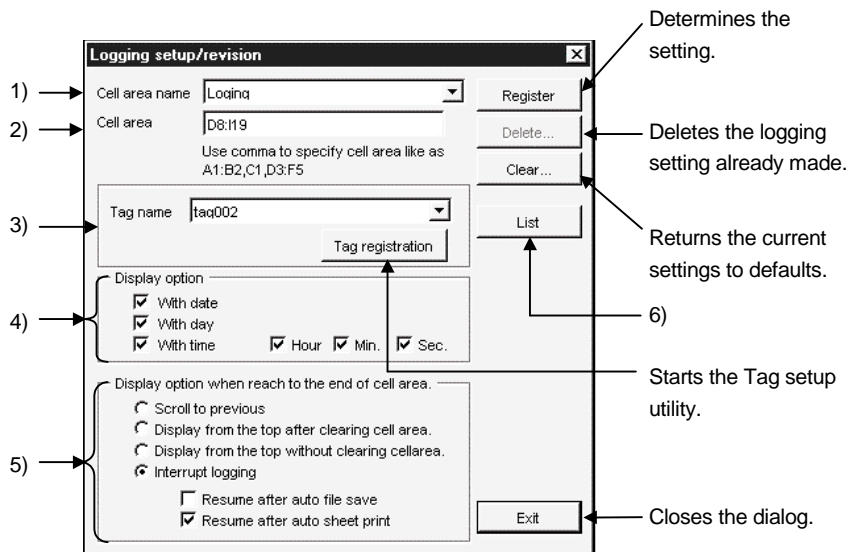 Determines the
setting.
Logging setup/revision
1)
Cell area name
Loging
Register
2)
Cell area
D8:I19
Delete...
Deletes the logging
setting already made.
Use comma to specify cell area like as
A1:B2,C1,D3:F5
Clear...
3)
Tag name
tag002
List
Tag registration
Returns the current
settings to defaults.
4)
Display option
With date
With day
With time
Hour
Min.
Sec.
6)
Starts the Tag setup
utility.
5)
Display option when reach to the end of cell area.
Scroll to previous
Display from the top after clearing cell area.
Display from the top without clearing cellarea.
Interrupt logging
Resume after auto file save
Resume after auto sheet print
Exit
Closes the dialog.